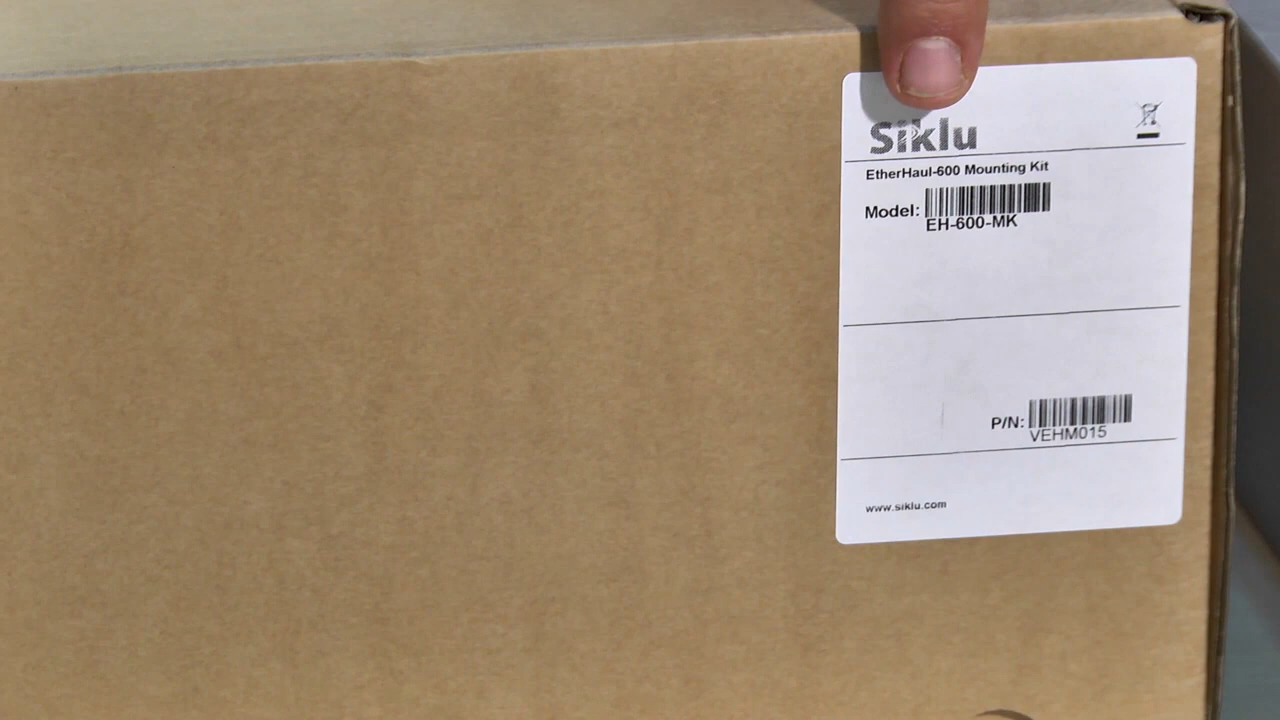 Siklu
EtherHaul-600 Mounting Kit
Model:
EH-600-MK
P/N:
VEHM015
www.siklu.com